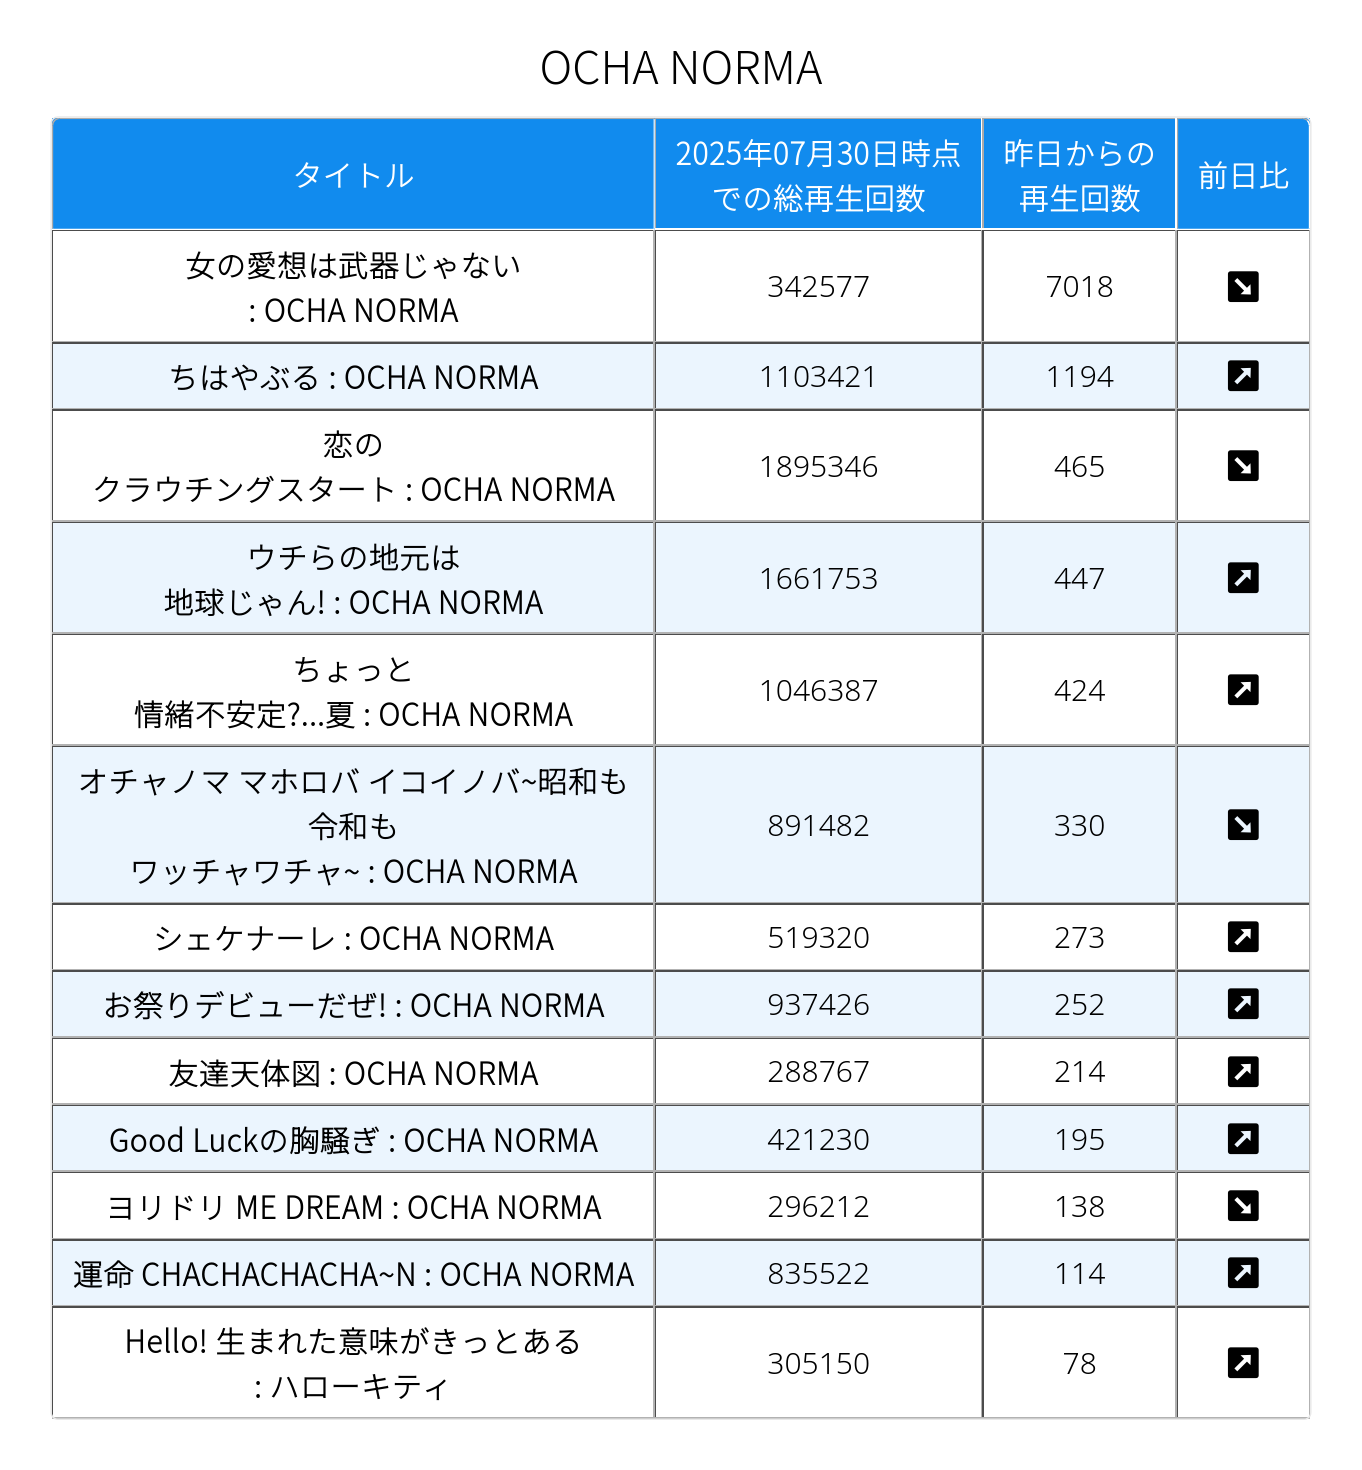 OCHA NORMA
タイトル
2025年07月30日時点
での総再生回数
昨日からの
再生回数
前日比
女の愛想は武器じゃない
: OCHA NORMA
342577
7018
ちはやぶる : OCHA NORMA
1103421
1194
恋の
クラウチングスタート : OCHA NORMA
1895346
465
ウチらの地元は
地球じゃん! : OCHA NORMA
1661753
447
ちょっと
情緒不安定?...夏 : OCHA NORMA
1046387
424
オチャノマ マホロバ イコイノバ~昭和も
令和も
ワッチャワチャ~ : OCHA NORMA
891482
330
シェケナーレ : OCHA NORMA
519320
273
お祭りデビューだぜ! : OCHA NORMA
937426
252
友達天体図 : OCHA NORMA
288767
214
Good Luckの胸騒ぎ : OCHA NORMA
421230
195
ヨリドリ ME DREAM : OCHA NORMA
296212
138
運命 CHACHACHACHA~N : OCHA NORMA
835522
114
Hello! 生まれた意味がきっとある
: ハローキティ
305150
78